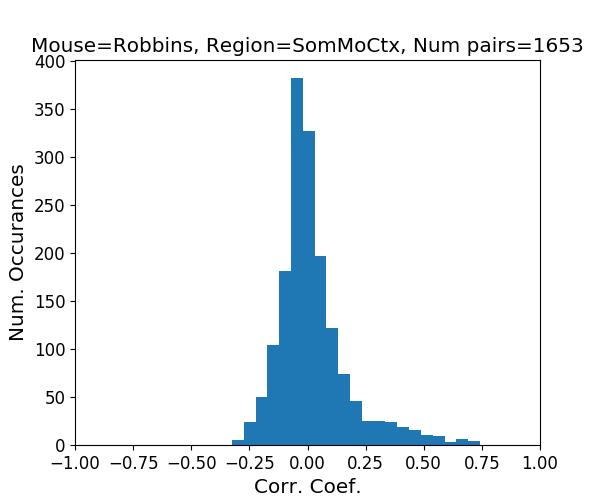 Mouse=Robbins, Region=SomMoCtx, Num pairs=1653
400
350
300
250
200
150
100
50
0
Num. Occurances
−1.00 −0.75 −0.50 −0.25 0.00 0.25 0.50 0.75 1.00
Corr. Coef.